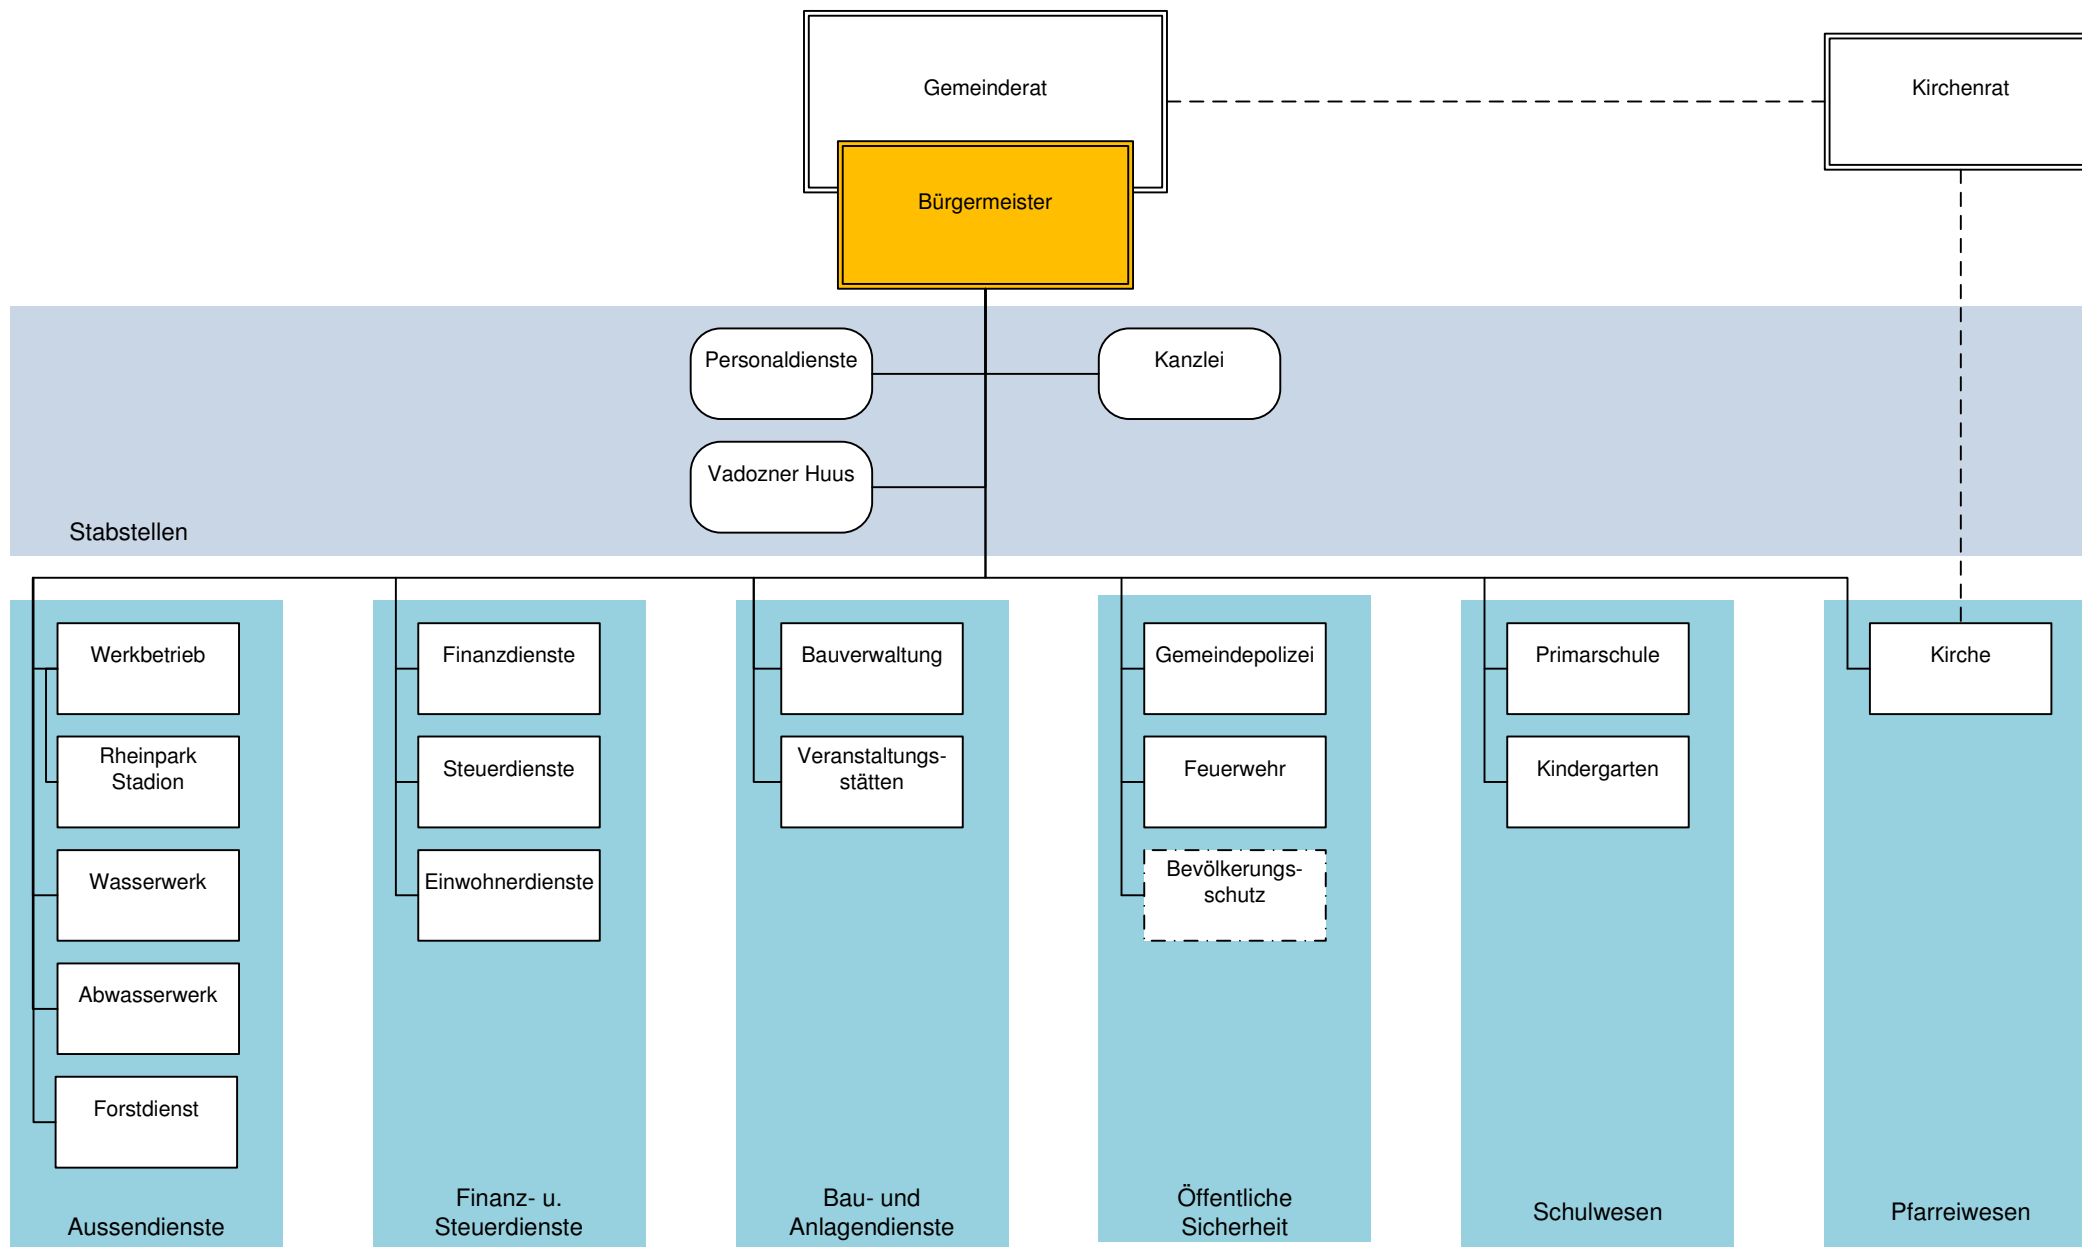 Gemeinderat
Kirchenrat
Bürgermeister
Personaldienste
Kanzlei
Vadozner Huus
Stabstellen
Werkbetrieb
Rheinpark
Stadion
Wasserwerk
Abwasserwerk
Forstdienst
Aussendienste
Finanzdienste
Steuerdienste
Einwohnerdienste
Finanz- u.
Steuerdienste
Bauverwaltung
Veranstaltungs-
stätten
Bau- und
Anlagendienste
Gemeindepolizei
Feuerwehr
Bevölkerungs-
schutz
Öffentliche
Sicherheit
Primarschule
Kindergarten
Schulwesen
Kirche
Pfarreiwesen